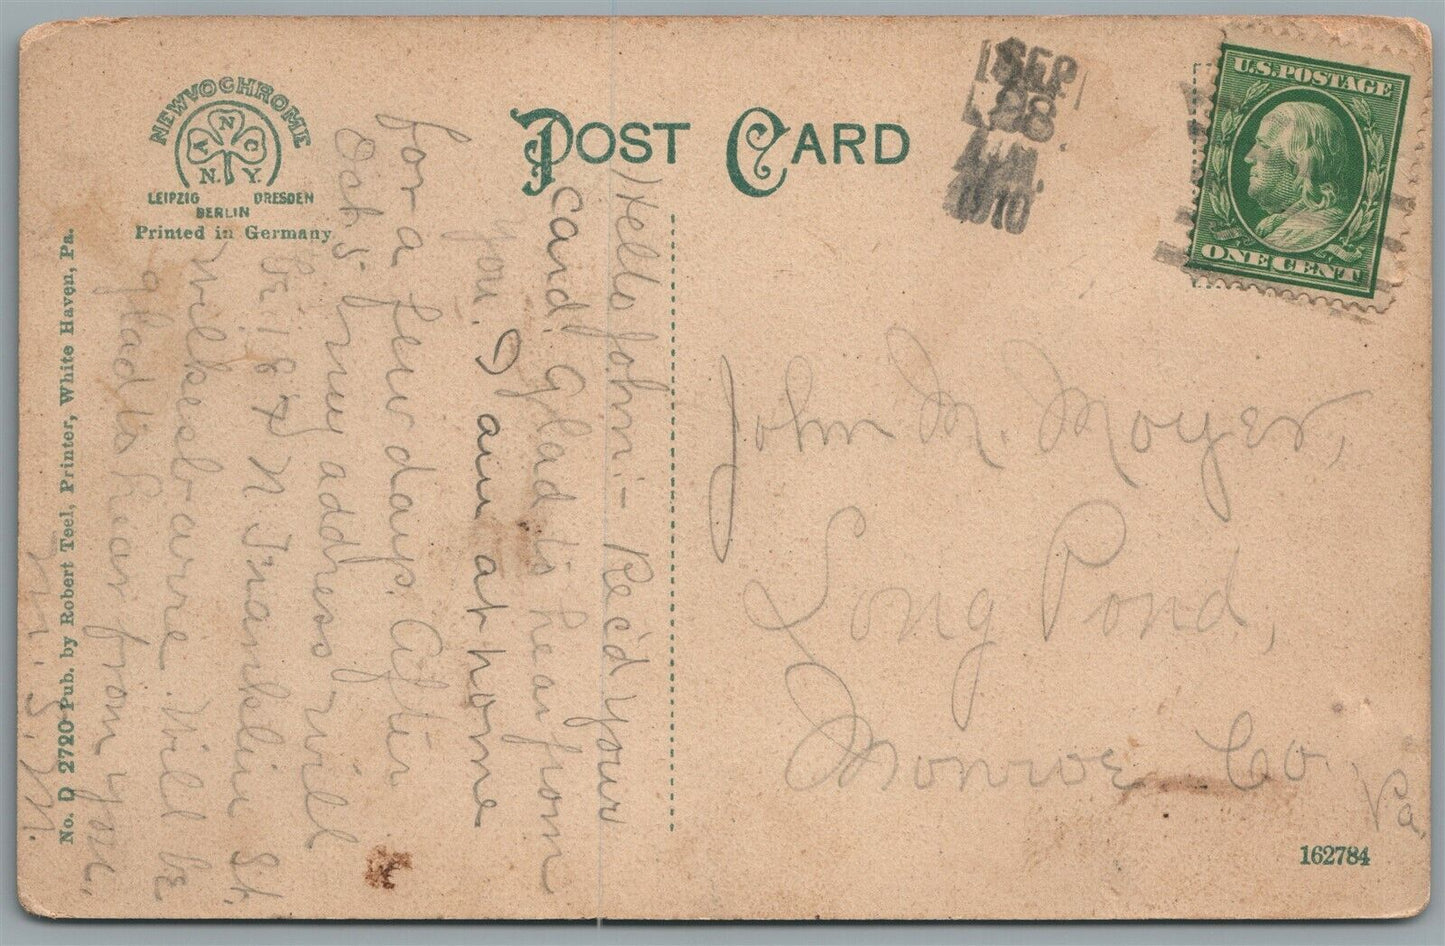 NEWVOCHROME
A N C
N. Y.
LEIPZIG DRESDEN
BERLIN
Printed in Germany
POST CARD
SEP
28
A.M.
1910
U.S. POSTAGE
ONE CENT
Hello John:- Rec'd your
card. Glad to hear from
you. I am at home
for a few days. After
Oct 5- my address will
be 187 N Franklin St.
Wilkes-barre. Will be
glad to hear from you.
M. S. M.
No. D 2720 Pub. by Robert Teel, Printer, White Haven, Pa.
John M. Moyer,
Long Pond,
Monroe Co.
Pa,
162784